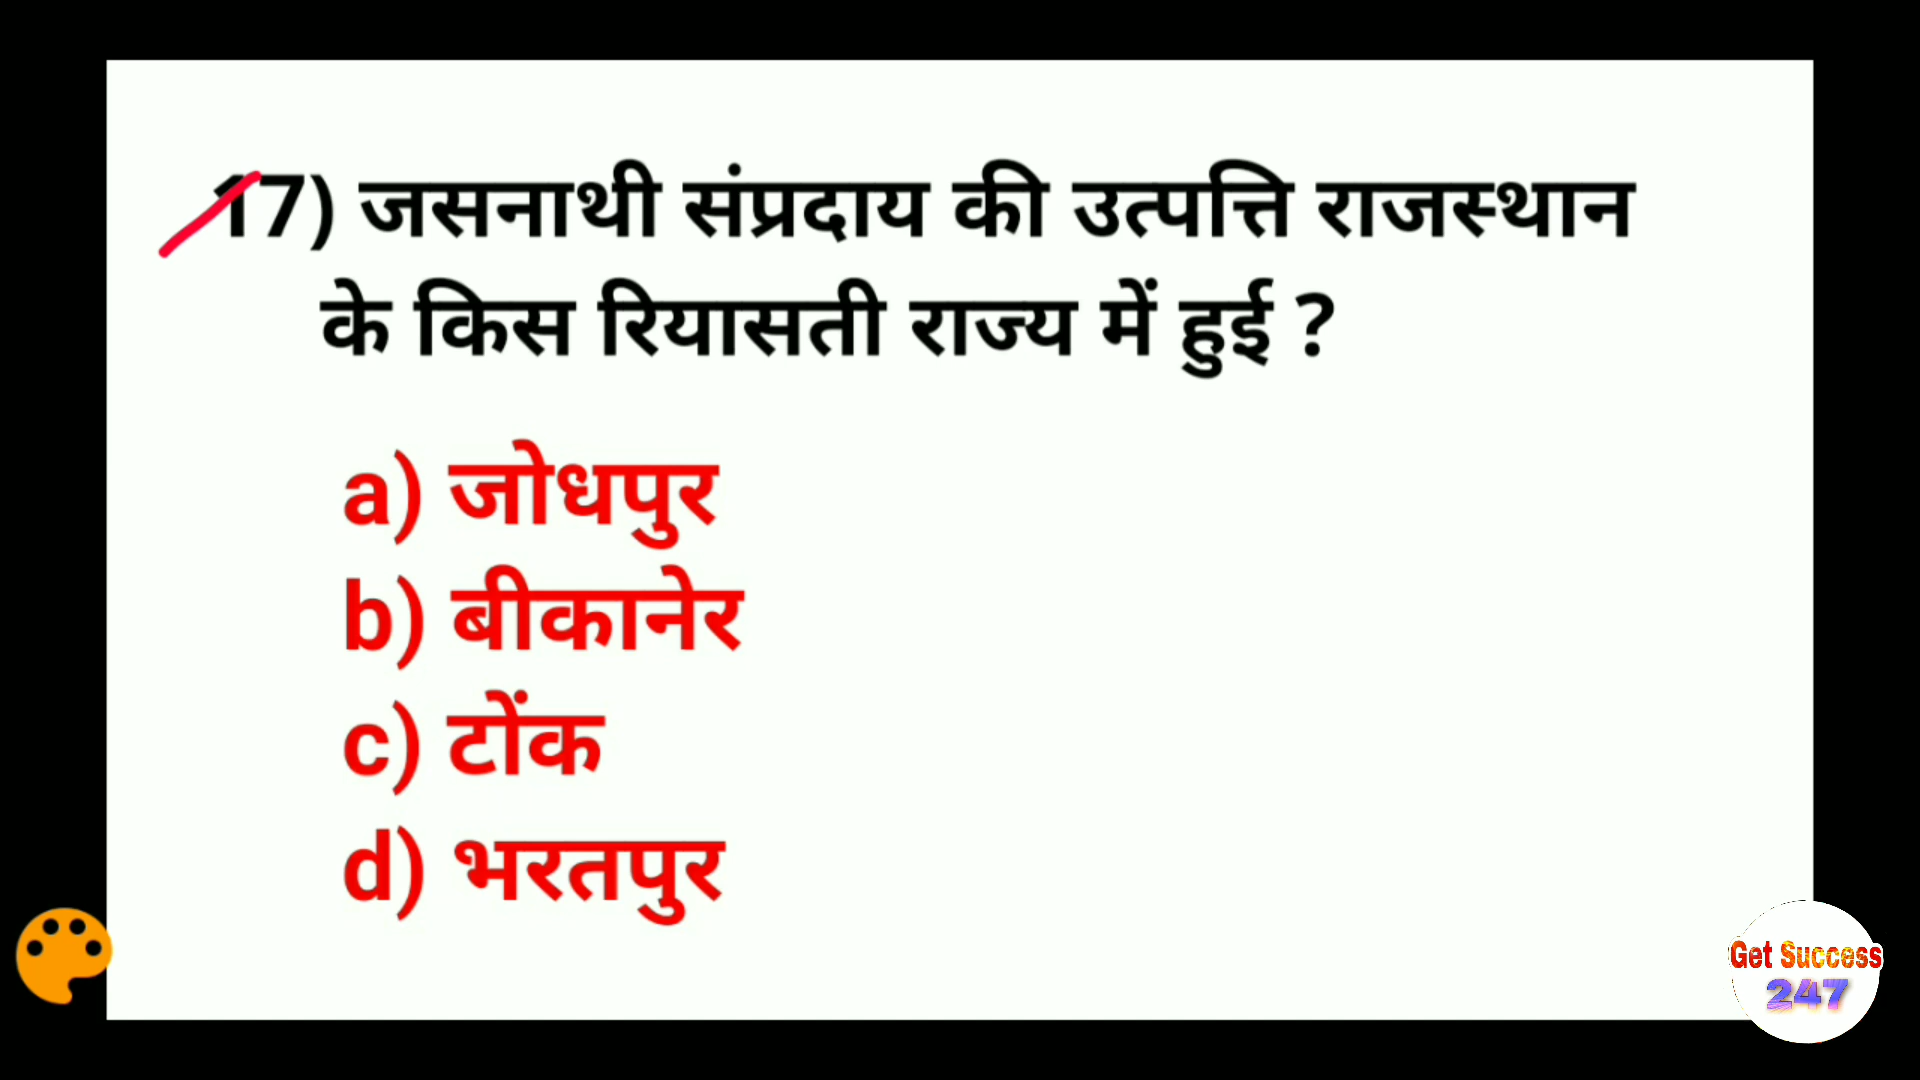 17) जसनाथी संप्रदाय की उत्पत्ति राजस्थान
के किस रियासती राज्य में हुई ?
a) जोधपुर
b) बीकानेर
c) टोंक
d) भरतपुर
Get Success
247